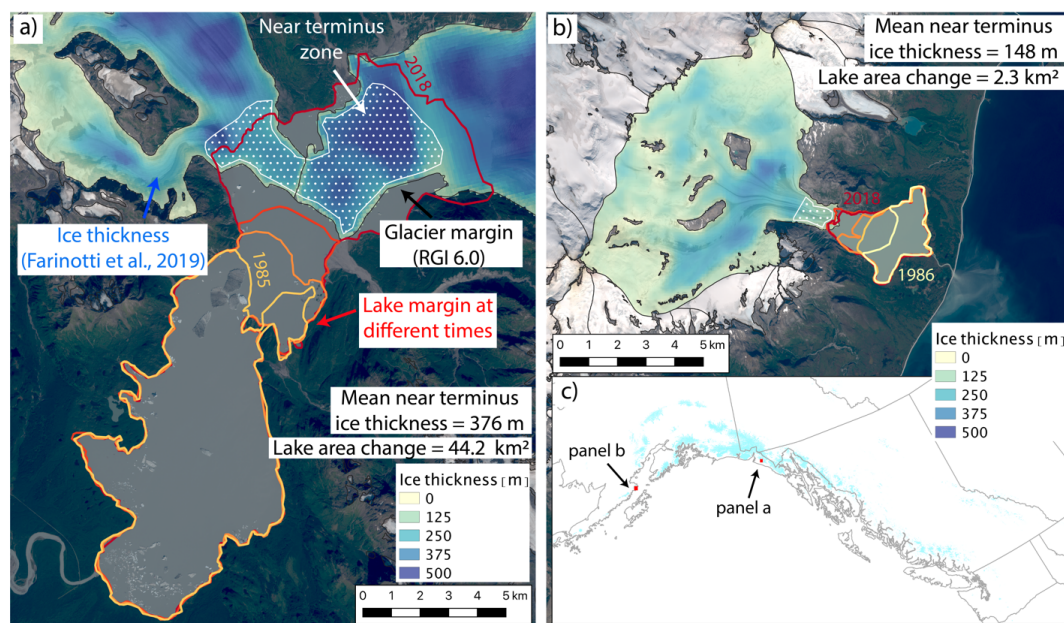 a)
Near terminus
zone
2018
Ice thickness
(Farinotti et al., 2019)
Glacier margin
(RGI 6.0)
1985
Lake margin at
different times
Mean near terminus
ice thickness = 376 m
Lake area change = 44.2 km²
Ice thickness [m]
0
125
250
375
500
0 1 2 3 4 5 km
b)
Mean near terminus
ice thickness = 148 m
Lake area change = 2.3 km²
2018
1986
0 1 2 3 4 5 km
Ice thickness [m]
0
125
250
375
500
c)
panel b
panel a